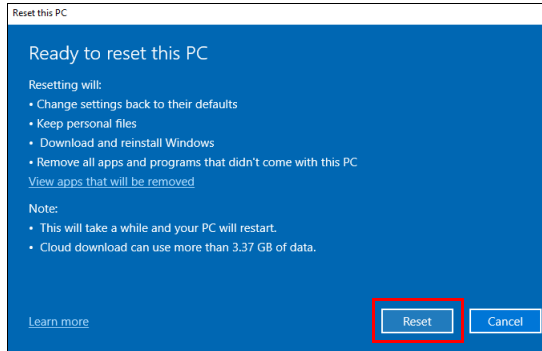 Reset this PC
Ready to reset this PC
Resetting will:
• Change settings back to their defaults
• Keep personal files
• Download and reinstall Windows
• Remove all apps and programs that didn't come with this PC
View apps that will be removed
Note:
• This will take a while and your PC will restart.
• Cloud download can use more than 3.37 GB of data.
Learn more Reset Cancel